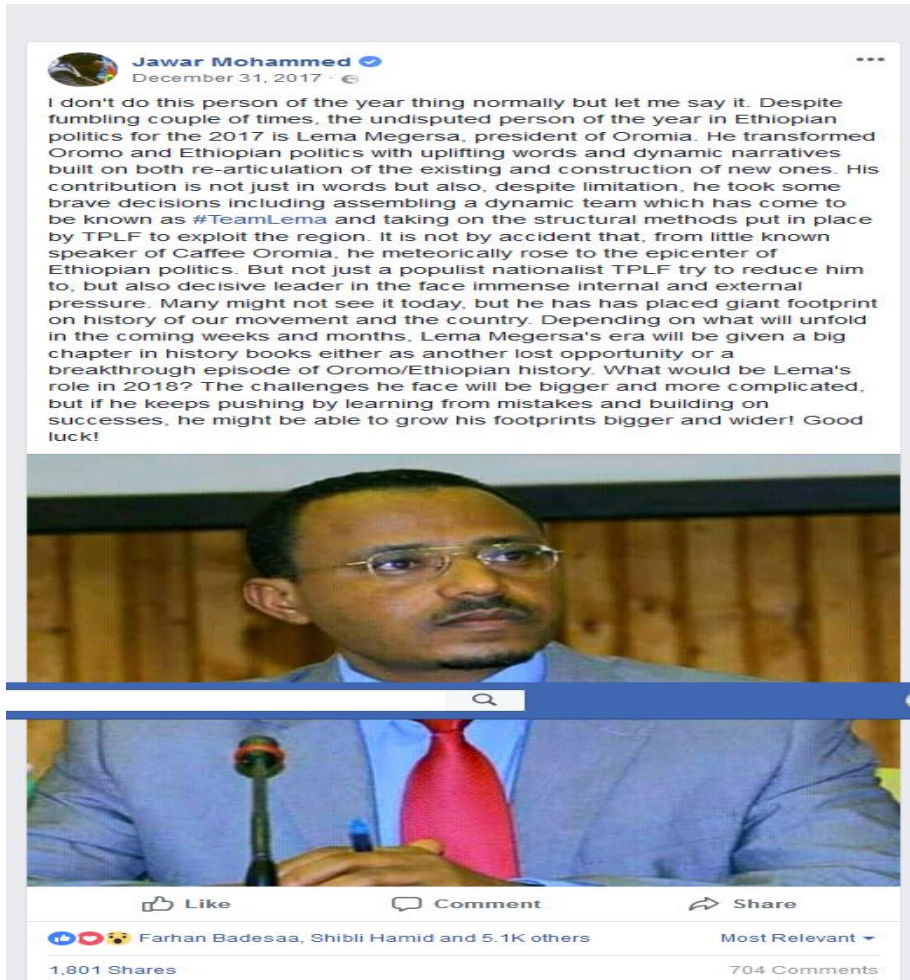 Jawar Mohammed
December 31, 2017 ·
I don't do this person of the year thing normally but let me say it. Despite
fumbling couple of times, the undisputed person of the year in Ethiopian
politics for the 2017 is Lema Megersa, president of Oromia. He transformed
Oromo and Ethiopian politics with uplifting words and dynamic narratives
built on both re-articulation of the existing and construction of new ones. His
contribution is not just in words but also, despite limitation, he took some
brave decisions including assembling a dynamic team which has come to
be known as #TeamLema and taking on the structural methods put in place
by TPLF to exploit the region. It is not by accident that, from little known
speaker of Caffee Oromia, he meteorically rose to the epicenter of
Ethiopian politics. But not just a populist nationalist TPLF try to reduce him
to, but also decisive leader in the face immense internal and external
pressure. Many might not see it today, but he has has placed giant footprint
on history of our movement and the country. Depending on what will unfold
in the coming weeks and months, Lema Megersa's era will be given a big
chapter in history books either as another lost opportunity or a
breakthrough episode of Oromo/Ethiopian history. What would be Lema's
role in 2018? The challenges he face will be bigger and more complicated,
but if he keeps pushing by learning from mistakes and building on
successes, he might be able to grow his footprints bigger and wider! Good
luck!
Like Comment Share
Farhan Badesaa, Shibli Hamid and 5.1K others Most Relevant
1,801 Shares 704 Comments